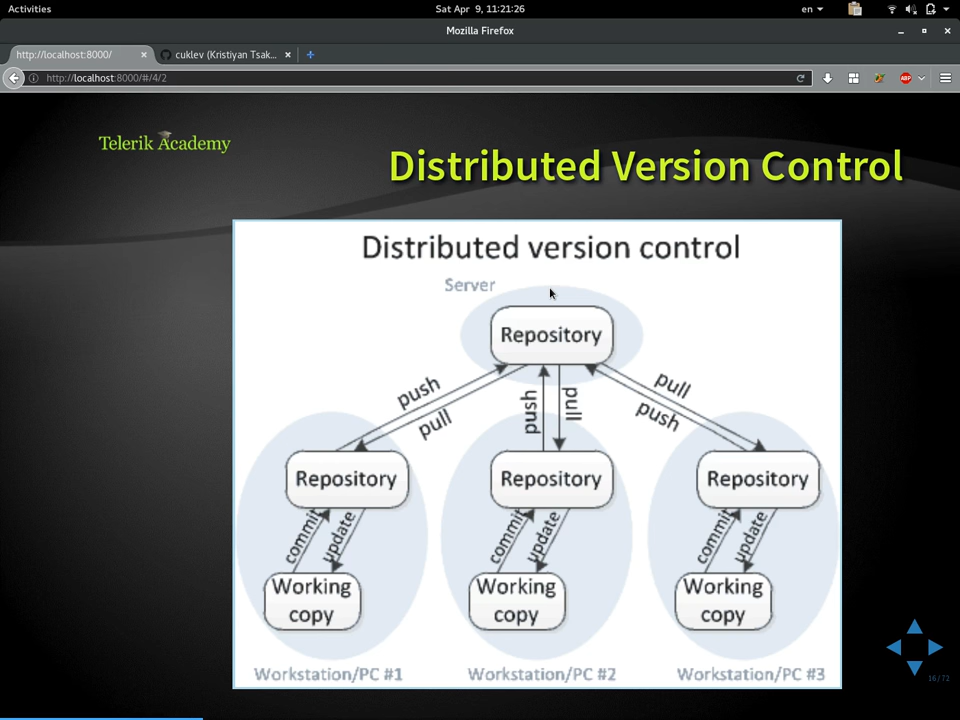 Activities
Sat Apr 9, 11:21:26
en
Mozilla Firefox
http://localhost:8000/
cuklev (Kristiyan Tsak...
http://localhost:8000/#/4/2
ABP
Telerik Academy
Distributed Version Control
Distributed version control
Server
Repository
push
pull
push
pull
pull
push
Repository
Repository
Repository
commit
update
commit
update
commit
update
Working
copy
Working
copy
Working
copy
Workstation/PC #1
Workstation/PC #2
Workstation/PC #3
16/72